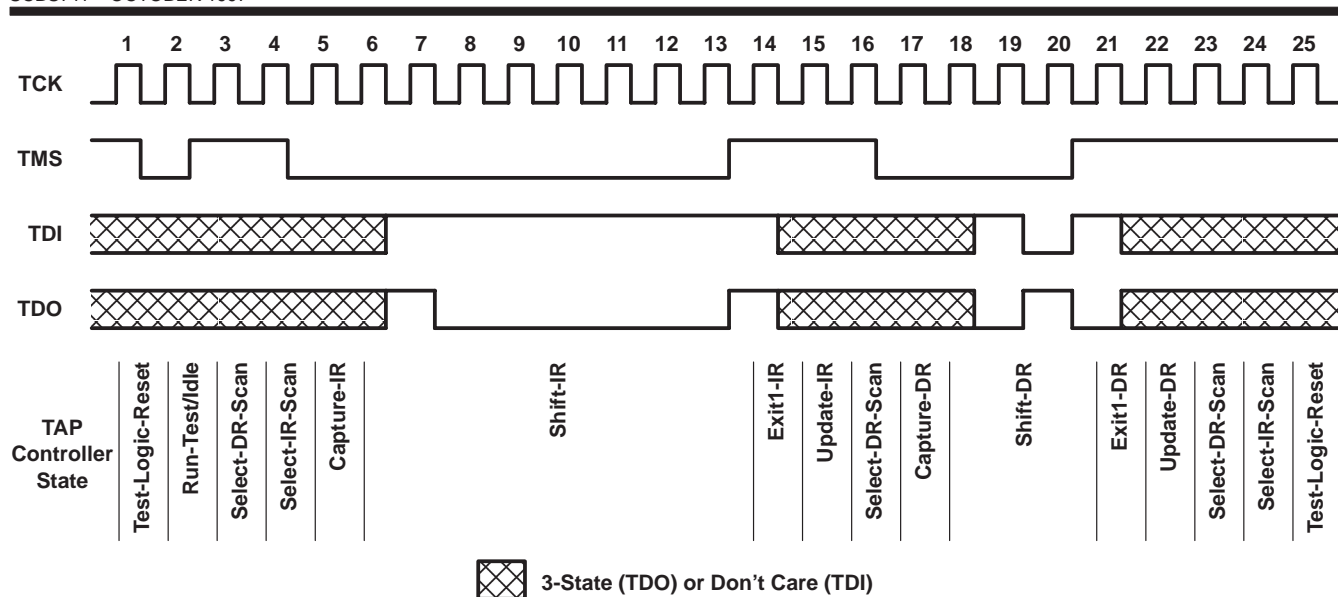 1 2 3 4 5 6 7 8 9 10 11 12 13 14 15 16 17 18 19 20 21 22 23 24 25
TCK
TMS
TDI
TDO
TAP
Controller
State
Test-Logic-Reset
Run-Test/Idle
Select-DR-Scan
Select-IR-Scan
Capture-IR
Shift-IR
Exit1-IR
Update-IR
Select-DR-Scan
Capture-DR
Shift-DR
Exit1-DR
Update-DR
Select-DR-Scan
Select-IR-Scan
Test-Logic-Reset
3-State (TDO) or Don't Care (TDI)